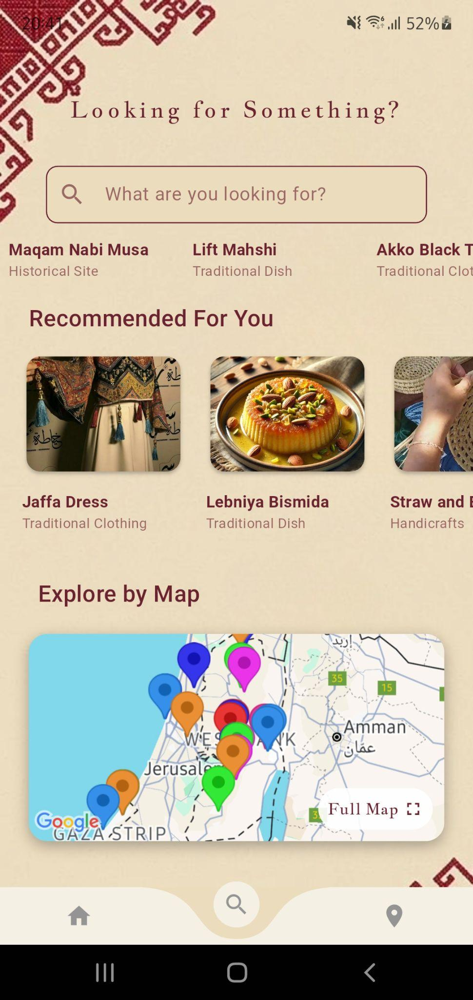 20:41
52%
Looking for Something?
What are you looking for?
Maqam Nabi Musa
Historical Site
Lift Mahshi
Traditional Dish
Akko Black T
Traditional Clot
Recommended For You
خياطة
Jaffa Dress
Traditional Clothing
Lebniya Bismida
Traditional Dish
Straw and
Handicrafts
Explore by Map
إربد
35
15
Amman
عمّان
Jerusalem
Full Map
Google
GAZA STRIP